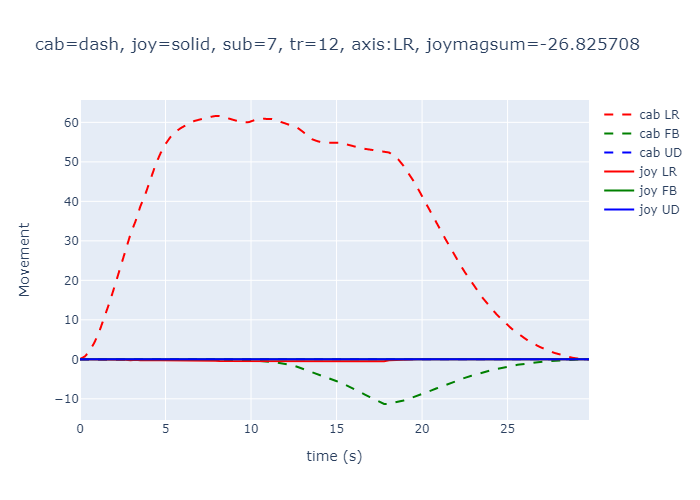 cab=dash, joy=solid, sub=7, tr=12, axis:LR, joymagsum=-26.825708
cab LR
cab FB
cab UD
joy LR
joy FB
joy UD
Movement
60
50
40
30
20
10
0
−10
0 5 10 15 20 25
time (s)